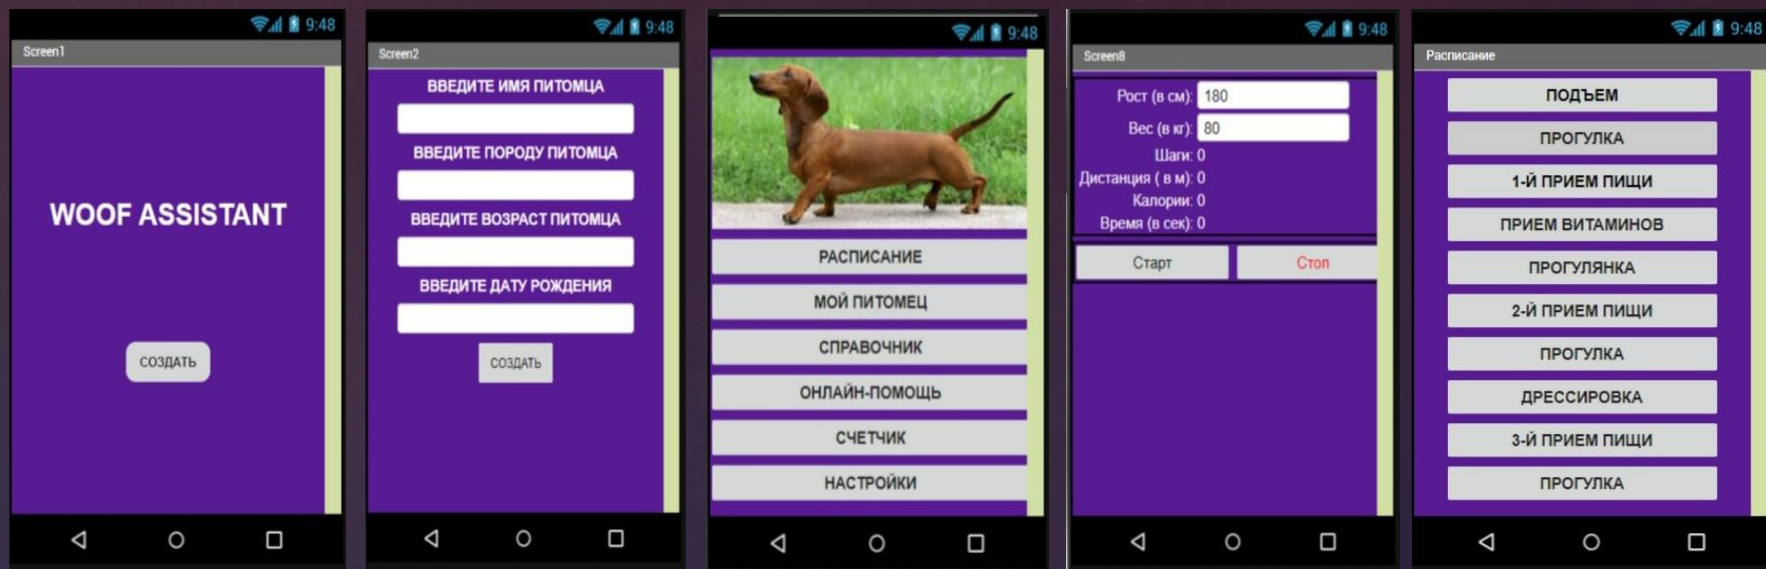 9:48
Screen1
WOOF ASSISTANT
СОЗДАТЬ
9:48
Screen2
ВВЕДИТЕ ИМЯ ПИТОМЦА
ВВЕДИТЕ ПОРОДУ ПИТОМЦА
ВВЕДИТЕ ВОЗРАСТ ПИТОМЦА
ВВЕДИТЕ ДАТУ РОЖДЕНИЯ
СОЗДАТЬ
9:48
РАСПИСАНИЕ
МОЙ ПИТОМЕЦ
СПРАВОЧНИК
ОНЛАЙН-ПОМОЩЬ
СЧЕТЧИК
НАСТРОЙКИ
9:48
Screen8
Рост (в см): 180
Вес (в кг): 80
Шаги: 0
Дистанция ( в м): 0
Калории: 0
Время (в сек): 0
Старт Стоп
9:48
Расписание
ПОДЪЕМ
ПРОГУЛКА
1-Й ПРИЕМ ПИЩИ
ПРИЕМ ВИТАМИНОВ
ПРОГУЛЯНКА
2-Й ПРИЕМ ПИЩИ
ПРОГУЛКА
ДРЕССИРОВКА
3-Й ПРИЕМ ПИЩИ
ПРОГУЛКА